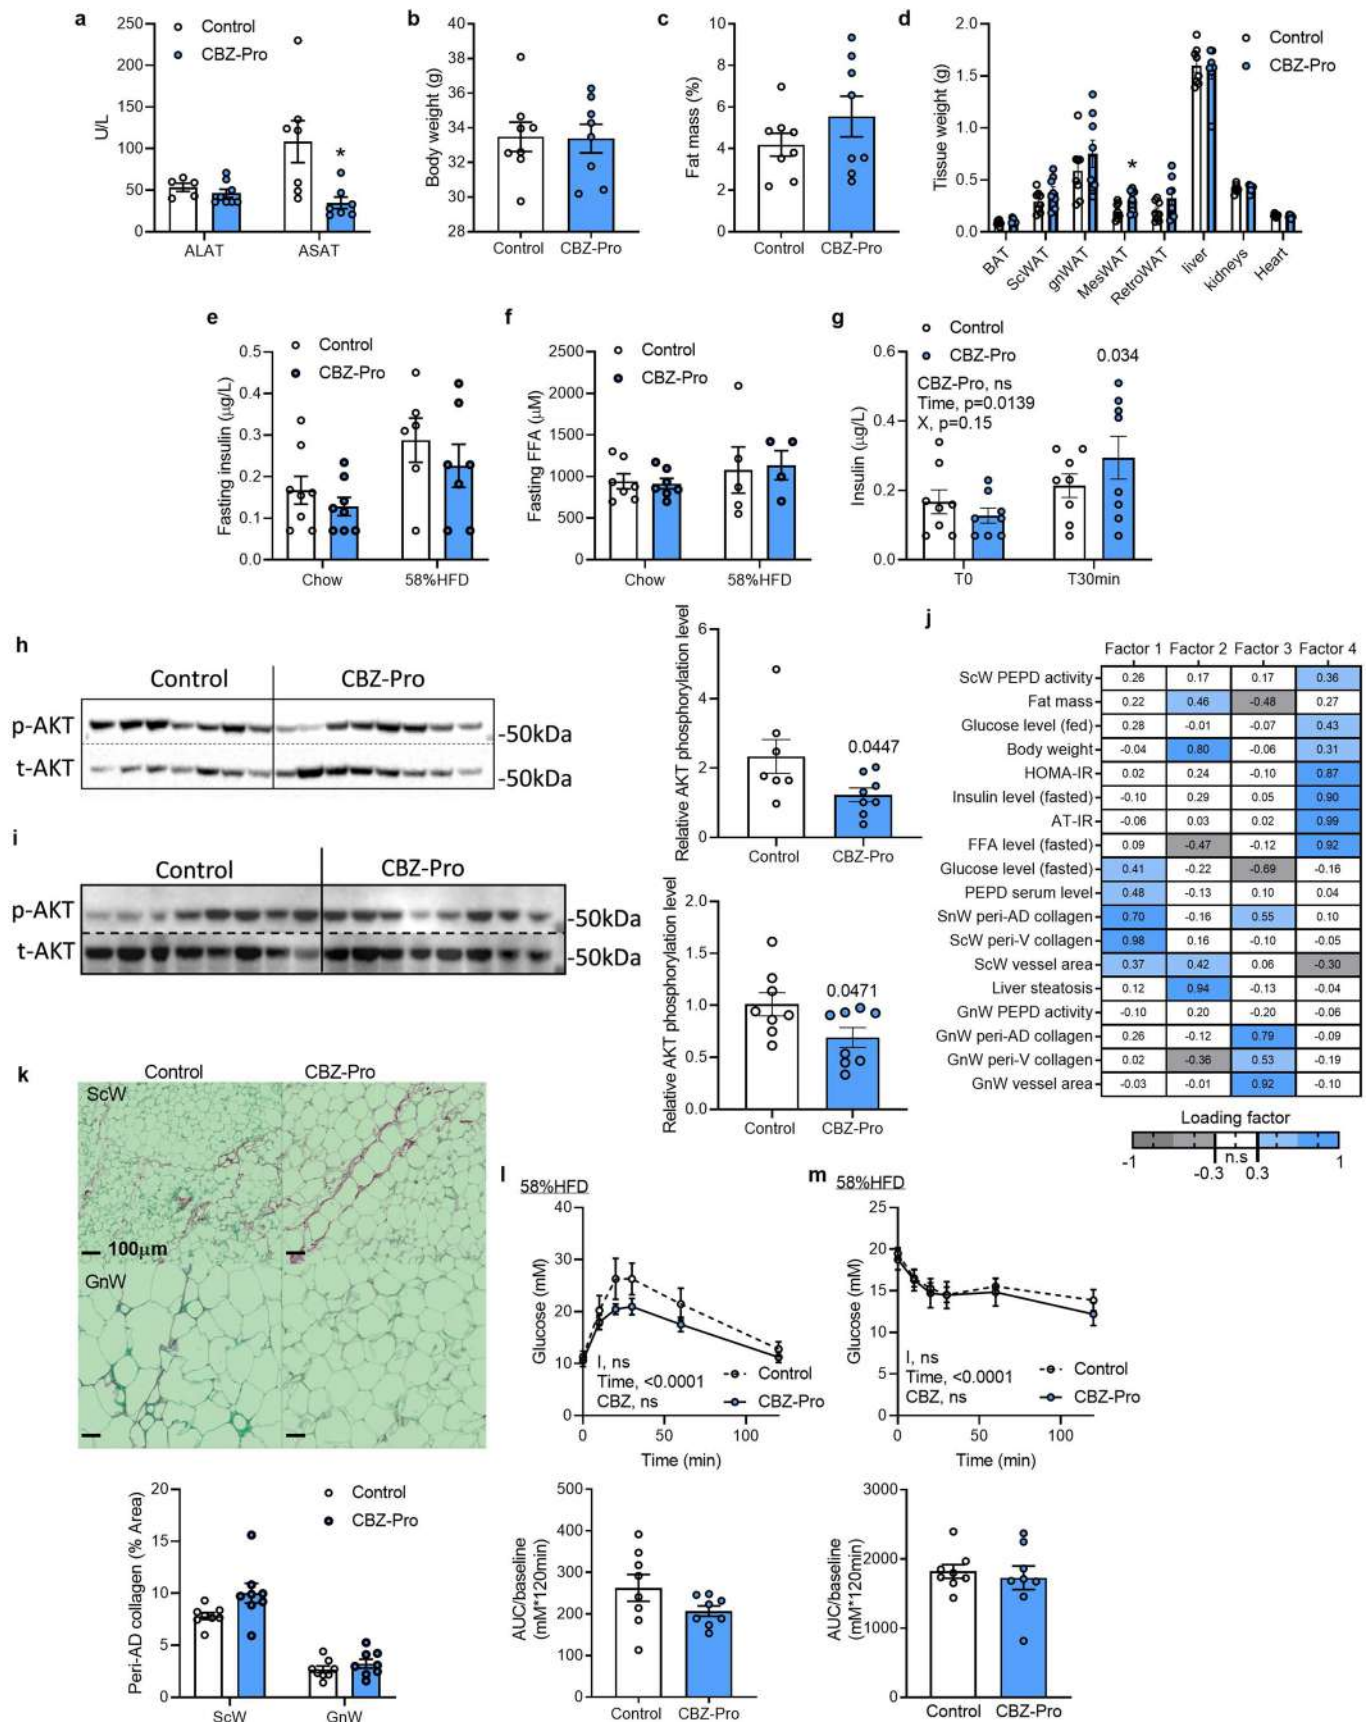 a
U/L
250
200
150
100
50
0
Control
CBZ-Pro
*
ALAT
ASAT
b
Body weight (g)
40
38
36
34
32
30
28
Control
CBZ-Pro
c
Fat mass (%)
10
8
6
4
2
0
Control
CBZ-Pro
d
Tissue weight (g)
2.0
1.5
1.0
0.5
0.0
Control
CBZ-Pro
*
BAT
ScWAT
gnWAT
MesWAT
RetroWAT
liver
kidneys
Heart
e
Fasting insulin (µg/L)
0.5
0.4
0.3
0.2
0.1
0.0
Control
CBZ-Pro
Chow
58%HFD
f
Fasting FFA (µM)
2500
2000
1500
1000
500
0
Control
CBZ-Pro
Chow
58%HFD
g
Insulin (µg/L)
0.6
0.4
0.2
0.0
Control
CBZ-Pro
0.034
CBZ-Pro, ns
Time, p=0.0139
X, p=0.15
T0
T30min
h
Control
CBZ-Pro
p-AKT
-50kDa
t-AKT
-50kDa
Relative AKT phosphorylation level
6
4
2
0
0.0447
Control
CBZ-Pro
i
Control
CBZ-Pro
p-AKT
-50kDa
t-AKT
-50kDa
Relative AKT phosphorylation level
2.0
1.5
1.0
0.5
0.0
0.0471
Control
CBZ-Pro
j
Factor 1 Factor 2 Factor 3 Factor 4
ScW PEPD activity 0.26 0.17 0.17 0.36
Fat mass 0.22 0.46 -0.48 0.27
Glucose level (fed) 0.28 -0.01 -0.07 0.43
Body weight -0.04 0.80 -0.06 0.31
HOMA-IR 0.02 0.24 -0.10 0.87
Insulin level (fasted) -0.10 0.29 0.05 0.90
AT-IR -0.06 0.03 0.02 0.99
FFA level (fasted) 0.09 -0.47 -0.12 0.92
Glucose level (fasted) 0.41 -0.22 -0.69 -0.16
PEPD serum level 0.48 -0.13 0.10 0.04
SnW peri-AD collagen 0.70 -0.16 0.55 0.10
ScW peri-V collagen 0.98 0.16 -0.10 -0.05
ScW vessel area 0.37 0.42 0.06 -0.30
Liver steatosis 0.12 0.94 -0.13 -0.04
GnW PEPD activity -0.10 0.20 -0.20 -0.06
GnW peri-AD collagen 0.26 -0.12 0.79 -0.09
GnW peri-V collagen 0.02 -0.36 0.53 -0.19
GnW vessel area -0.03 -0.01 0.92 -0.10
Loading factor
-1
-0.3
n.s
0.3
1
k
Control
CBZ-Pro
ScW
100µm
GnW
Peri-AD collagen (% Area)
20
15
10
5
0
Control
CBZ-Pro
ScW
GnW
l
58%HFD
Glucose (mM)
40
30
20
10
0
I, ns
Time, <0.0001
CBZ, ns
Control
CBZ-Pro
0
50
100
Time (min)
AUC/baseline
(mM*120min)
500
400
300
200
100
0
Control
CBZ-Pro
m
58%HFD
Glucose (mM)
25
20
15
10
5
0
I, ns
Time, <0.0001
CBZ, ns
Control
CBZ-Pro
0
50
100
Time (min)
AUC/baseline
(mM*120min)
3000
2000
1000
0
Control
CBZ-Pro